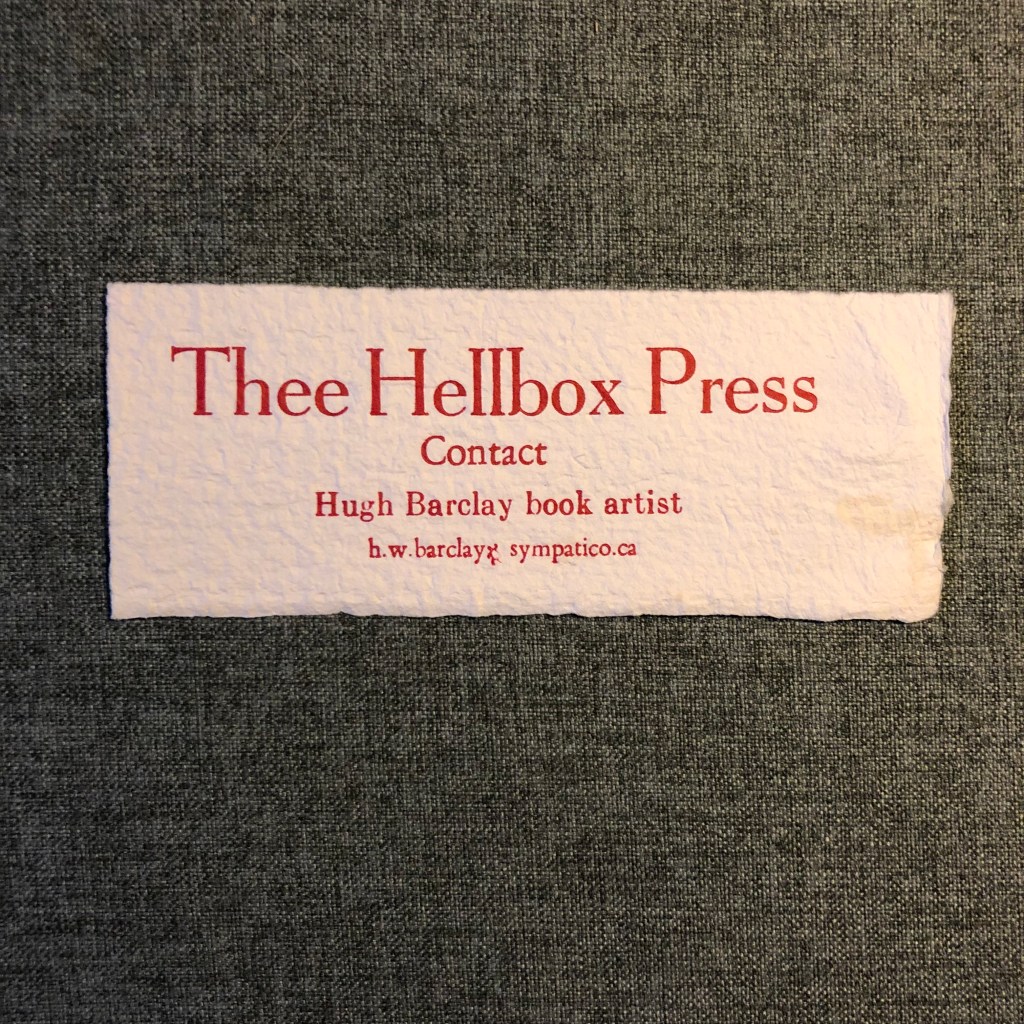 Thee Hellbox Press
Contact
Hugh Barclay book artist
h.w.barclay sympatico.ca